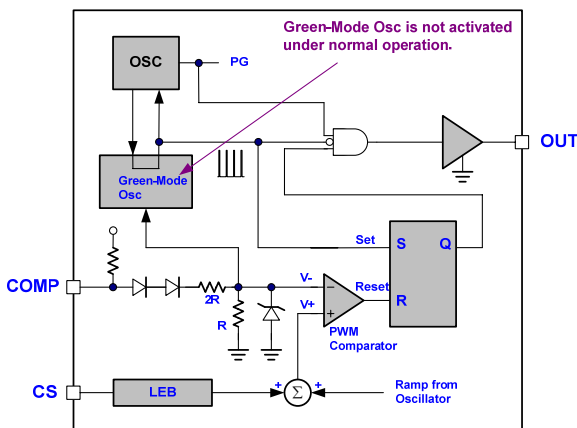 Green-Mode Osc is not activated
under normal operation.
OSC
PG
OUT
Green-Mode
Osc
Set
S
Q
COMP
2R
V-
Reset
R
R
V+
PWM
Comparator
CS
LEB
+
Σ
+
Ramp from
Oscillator